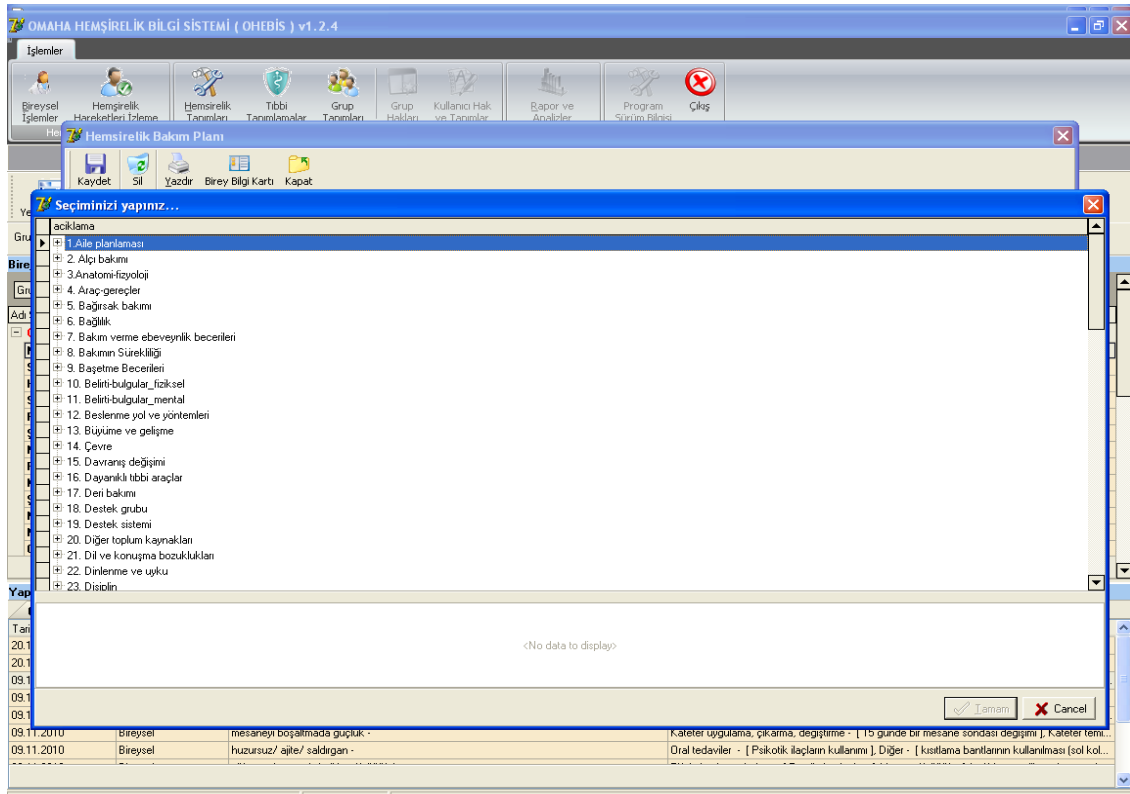 OMAHA HEMŞİRELİK BİLGİ SİSTEMİ ( OHEBİS ) v1.2.4
İşlemler
Bireysel İşlemler
Hemşirelik Hareketleri İzleme
Hemsirelik Tanımları
Tıbbi Tanımlamalar
Grup Tanımları
Grup Hakları
Kullanıcı Hak ve Tanımlar
Rapor ve Analizler
Program Sürüm Bilgisi
Çıkış
Hemsirelik Bakım Planı
Kaydet Sil Yazdır Birey Bilgi Kartı Kapat
Seçiminizi yapınız...
aciklama
1.Aile planlaması
2. Alçı bakımı
3.Anatomi-fizyoloji
4. Araç-gereçler
5. Bağırsak bakımı
6. Bağlılık
7. Bakım verme ebeveynlik becerileri
8. Bakımın Sürekliliği
9. Başetme Becerileri
10. Belirti-bulgular_fiziksel
11. Belirti-bulgular_mental
12. Beslenme yol ve yöntemleri
13. Büyüme ve gelişme
14. Çevre
15. Davranış değişimi
16. Dayanıklı tıbbi araçlar
17. Deri bakımı
18. Destek grubu
19. Destek sistemi
20. Diğer toplum kaynakları
21. Dil ve konuşma bozuklukları
22. Dinlenme ve uyku
23. Disiplin
<No data to display>
Tamam Cancel
09.11.2010 Bireysel mesaneyi boşaltmada güçlük - Kateter uygulama, çıkarma, değiştirme - [ 15 günde bir mesane sondası değişimi ], Kateter temi...
09.11.2010 Bireysel huzursuz/ ajite/ saldırgan - Oral tedaviler - [ Psikotik ilaçların kullanımı ], Diğer - [ kısıtlama bantlarının kullanılması (sol kol...